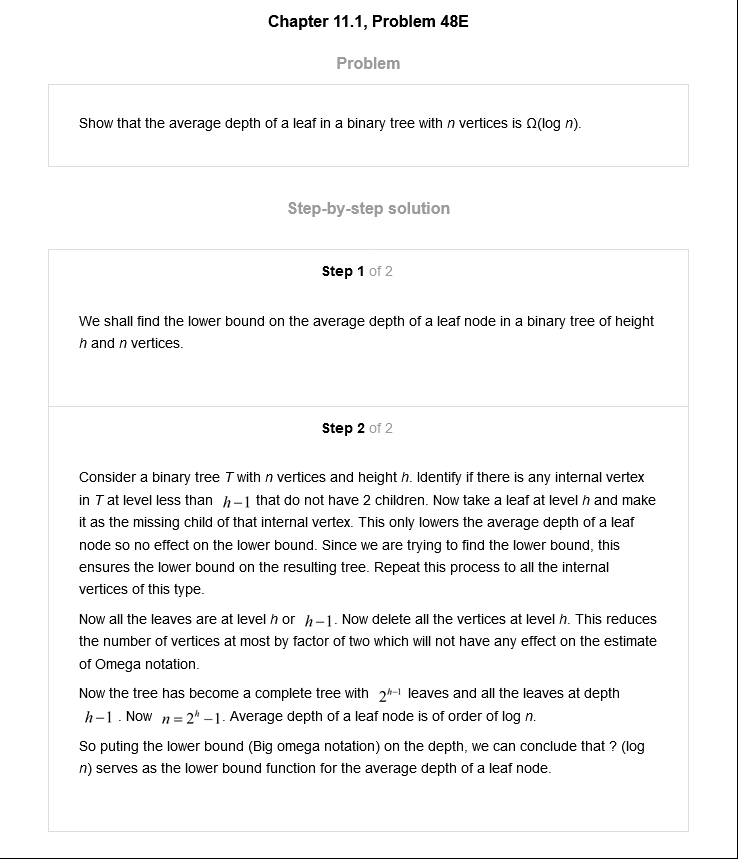 Chapter 11.1, Problem 48E
Problem
Show that the average depth of a leaf in a binary tree with n vertices is Ω(log n).
Step-by-step solution
Step 1 of 2
We shall find the lower bound on the average depth of a leaf node in a binary tree of height
h and n vertices.
Step 2 of 2
Consider a binary tree T with n vertices and height h. Identify if there is any internal vertex
in T at level less than h−1 that do not have 2 children. Now take a leaf at level h and make
it as the missing child of that internal vertex. This only lowers the average depth of a leaf
node so no effect on the lower bound. Since we are trying to find the lower bound, this
ensures the lower bound on the resulting tree. Repeat this process to all the internal
vertices of this type.
Now all the leaves are at level h or h−1. Now delete all the vertices at level h. This reduces
the number of vertices at most by factor of two which will not have any effect on the estimate
of Omega notation.
Now the tree has become a complete tree with 2^{h−1} leaves and all the leaves at depth
h−1. Now n = 2^h −1. Average depth of a leaf node is of order of log n.
So puting the lower bound (Big omega notation) on the depth, we can conclude that ? (log
n) serves as the lower bound function for the average depth of a leaf node.